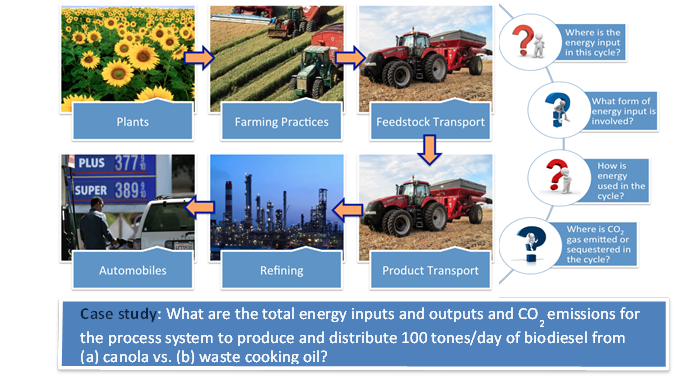 Where is the
energy input
in this cycle?
Plants
Farming Practices
Feedstock Transport
What form of
energy input is
involved?
PLUS 377 9/10
SUPER 389 9/10
How is
energy
used in the
cycle?
Where is CO2
gas emitted or
sequestered in
the cycle?
Automobiles
Refining
Product Transport
Case study: What are the total energy inputs and outputs and CO2 emissions for
the process system to produce and distribute 100 tones/day of biodiesel from
(a) canola vs. (b) waste cooking oil?